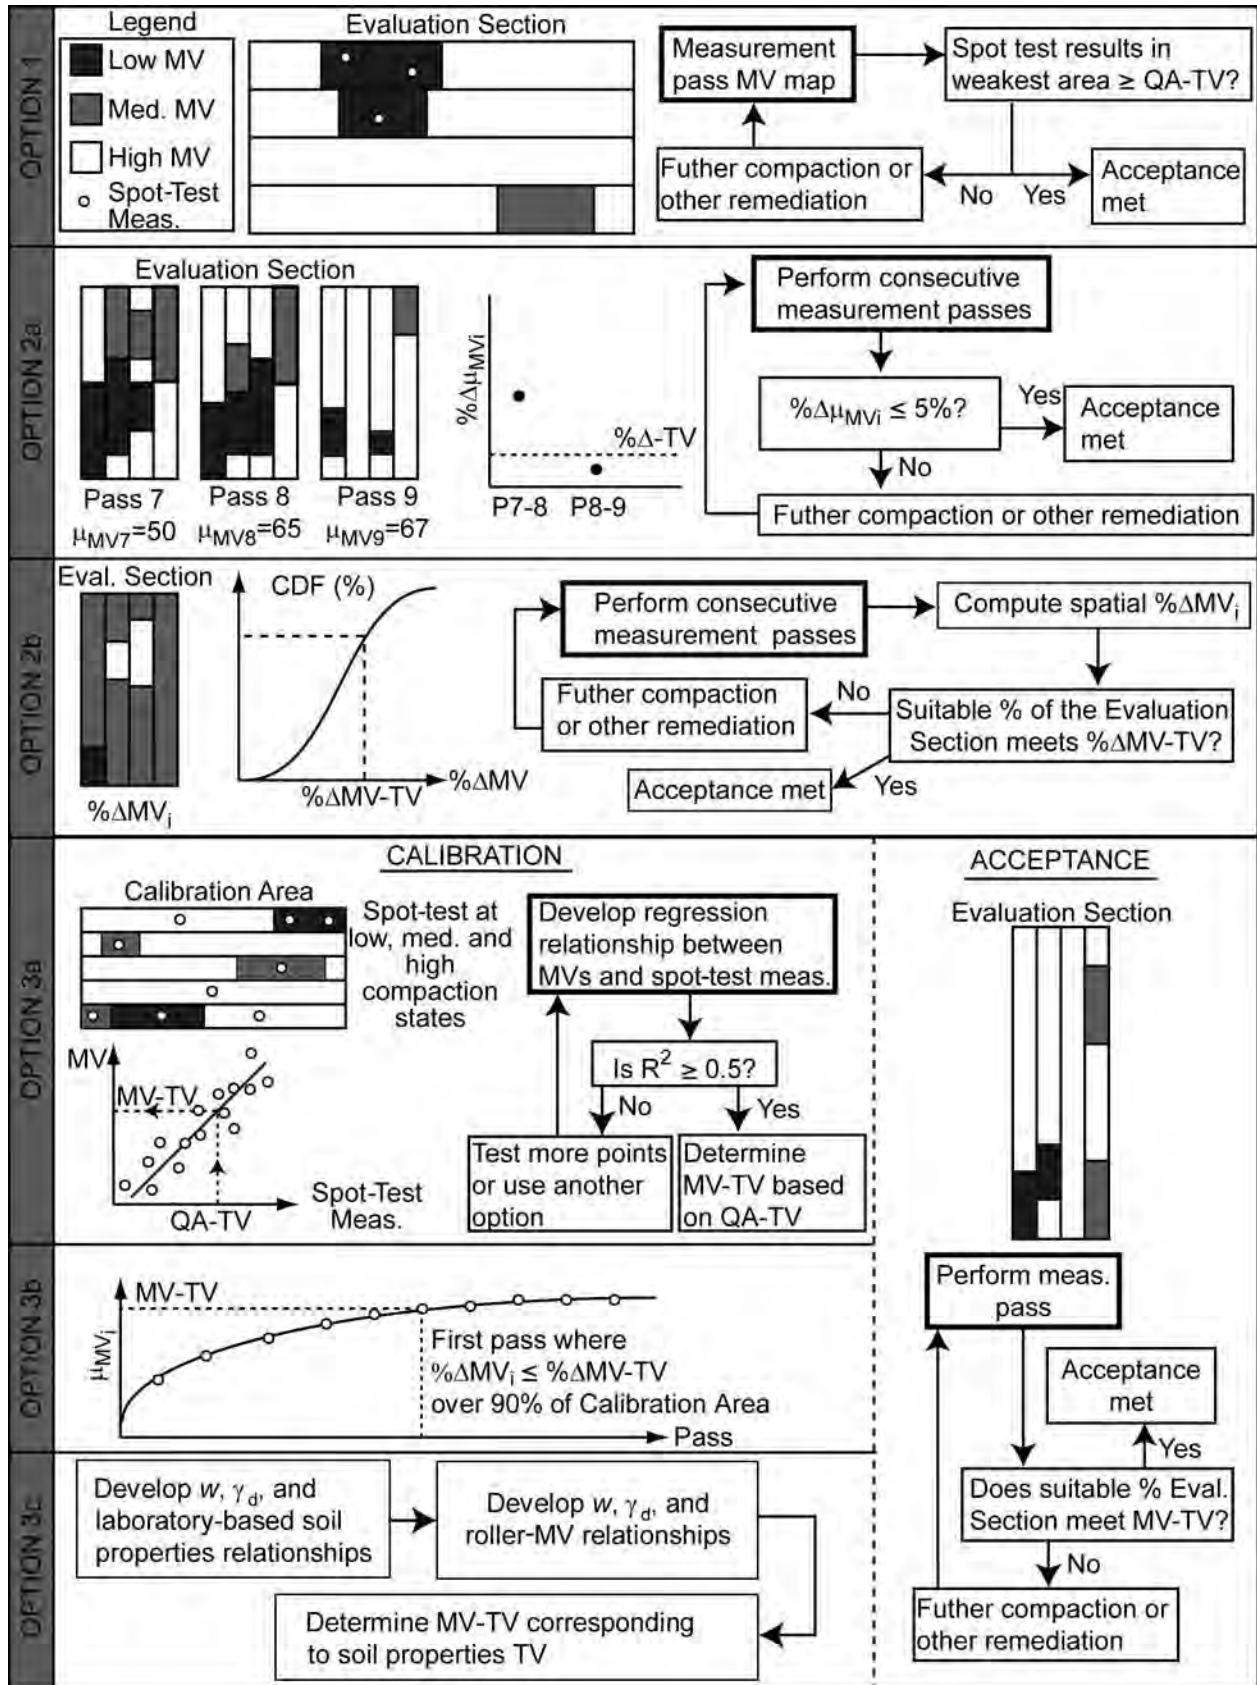 OPTION 1
Legend
Low MV
Med. MV
High MV
Spot-Test
Meas.
Evaluation Section
Measurement
pass MV map
Spot test results in
weakest area ≥ QA-TV?
Futher compaction or
other remediation
No
Yes
Acceptance
met
OPTION 2a
Evaluation Section
Pass 7
μMV7=50
Pass 8
μMV8=65
Pass 9
μMV9=67
%ΔμMVi
%Δ-TV
P7-8
P8-9
Perform consecutive
measurement passes
%ΔμMVi ≤ 5%?
Yes
Acceptance
met
No
Futher compaction or other remediation
OPTION 2b
Eval. Section
%ΔMVi
CDF (%)
%ΔMV-TV
%ΔMV
Perform consecutive
measurement passes
Compute spatial %ΔMVi
Futher compaction
or other remediation
No
Suitable % of the Evaluation
Section meets %ΔMV-TV?
Acceptance met
Yes
OPTION 3a
CALIBRATION
Calibration Area
Spot-test at
low, med. and
high
compaction
states
MV
MV-TV
QA-TV
Spot-Test
Meas.
Develop regression
relationship between
MVs and spot-test meas.
Is R2 ≥ 0.5?
No
Yes
Test more points
or use another
option
Determine
MV-TV based
on QA-TV
OPTION 3b
μMVi
MV-TV
First pass where
%ΔMVi ≤ %ΔMV-TV
over 90% of Calibration Area
Pass
OPTION 3c
Develop w, γd, and
laboratory-based soil
properties relationships
Develop w, γd, and
roller-MV relationships
Determine MV-TV corresponding
to soil properties TV
ACCEPTANCE
Evaluation Section
Perform meas.
pass
Acceptance
met
Yes
Does suitable % Eval.
Section meet MV-TV?
No
Futher compaction or
other remediation